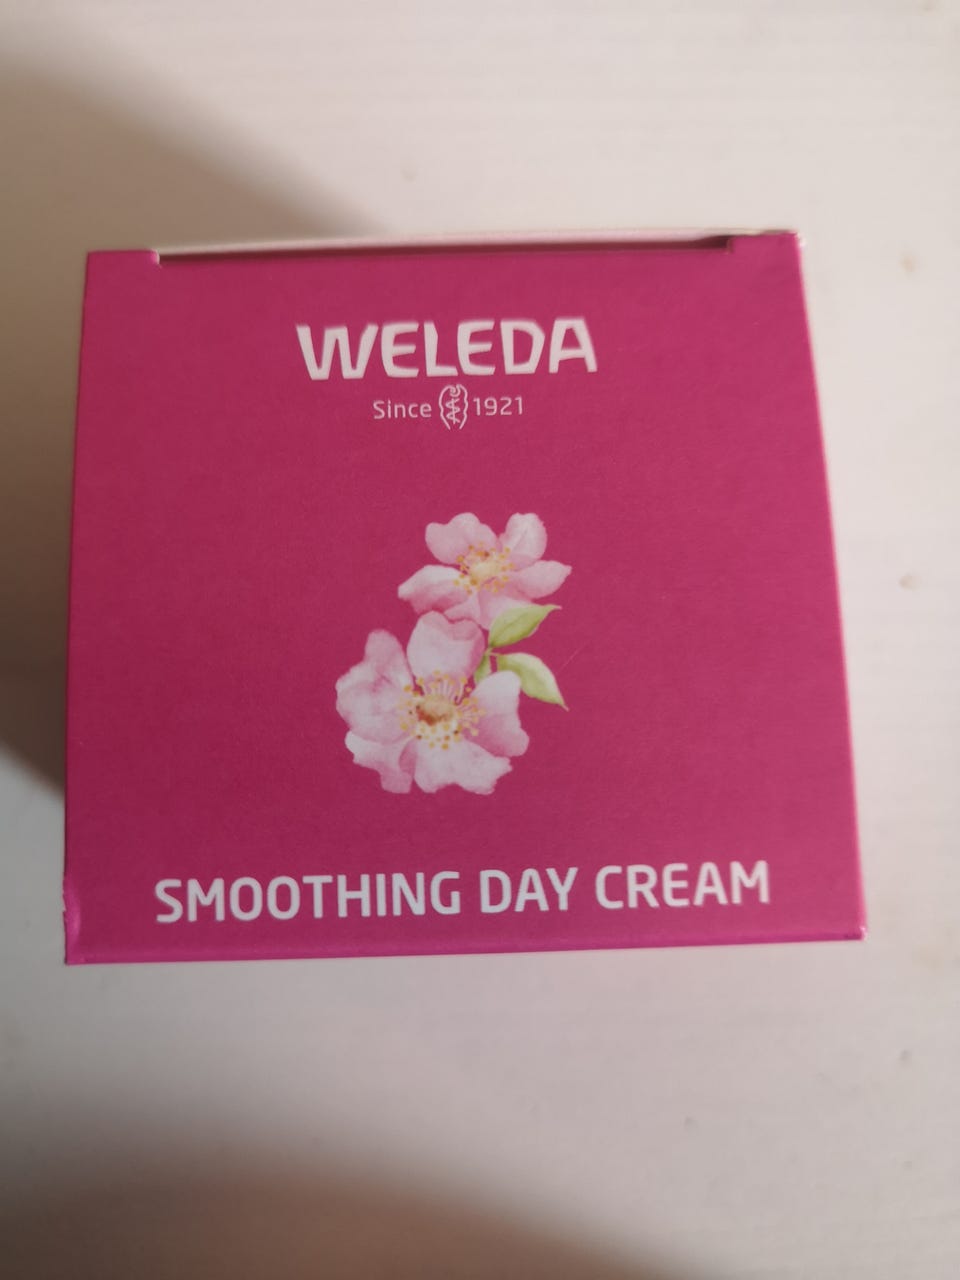 WELEDA
Since 1921
SMOOTHING DAY CREAM